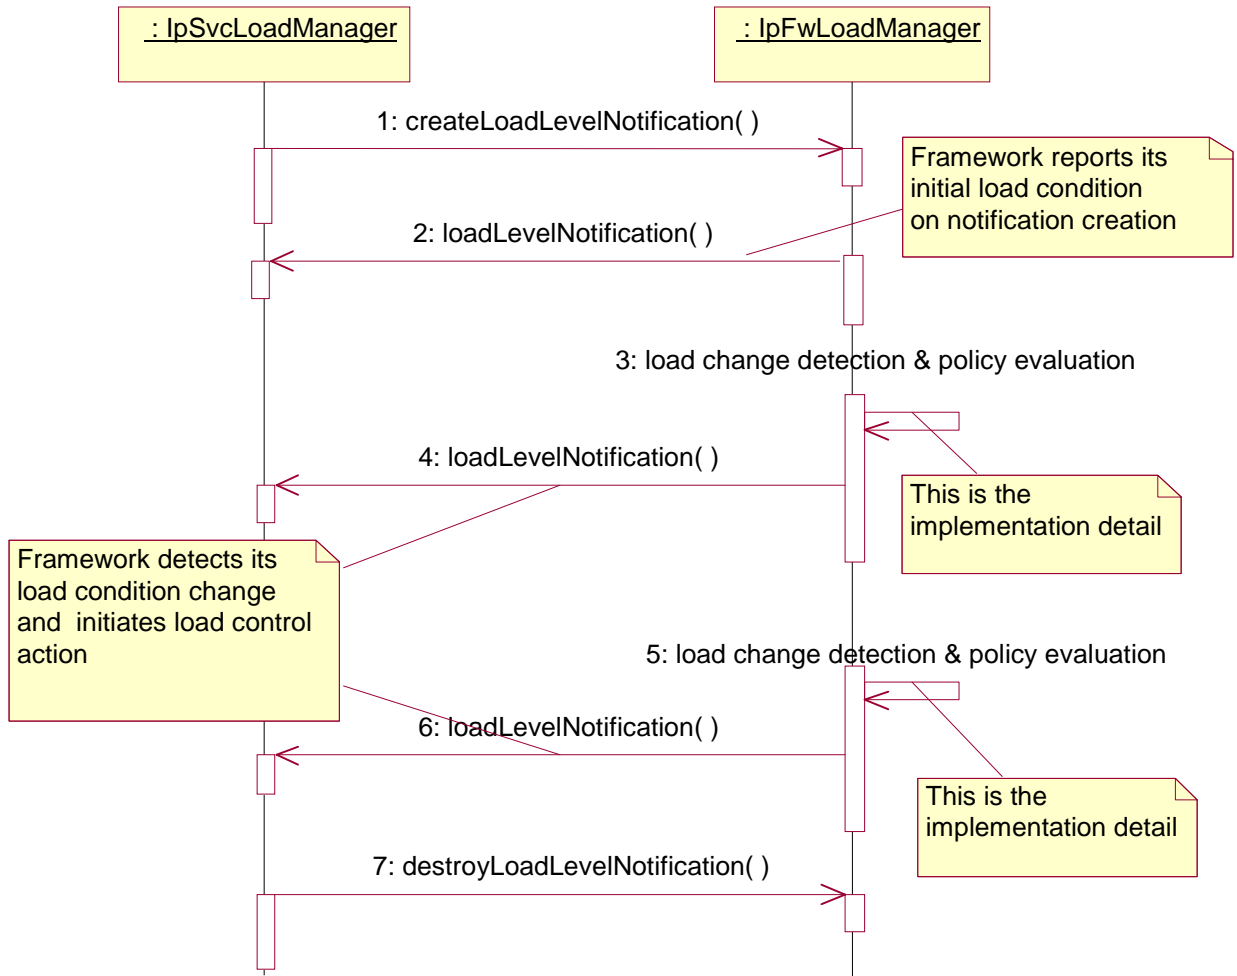 : IpSvcLoadManager
: IpFwLoadManager
1: createLoadLevelNotification( )
Framework reports its
initial load condition
on notification creation
2: loadLevelNotification( )
3: load change detection & policy evaluation
4: loadLevelNotification( )
This is the
implementation detail
Framework detects its
load condition change
and  initiates load control
action
5: load change detection & policy evaluation
6: loadLevelNotification( )
This is the
implementation detail
7: destroyLoadLevelNotification( )